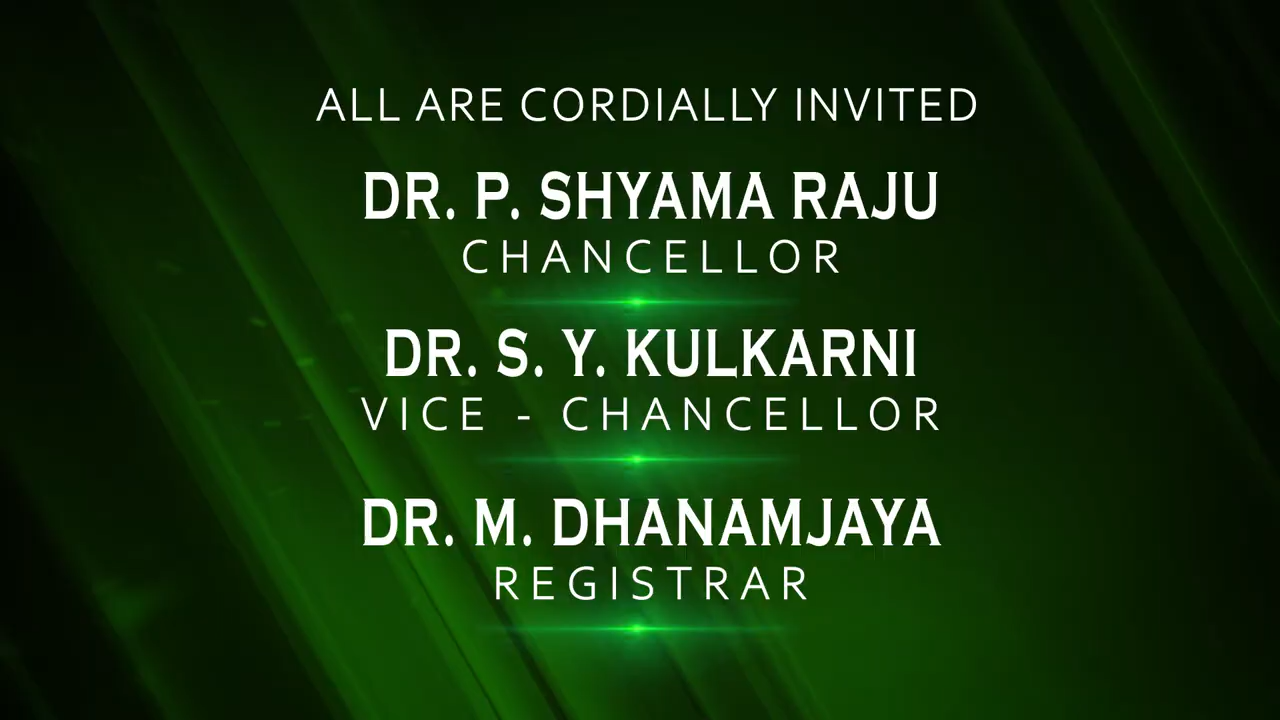 ALL ARE CORDIALLY INVITED
DR. P. SHYAMA RAJU
CHANCELLOR
DR. S. Y. KULKARNI
VICE - CHANCELLOR
DR. M. DHANAMJAYA
REGISTRAR